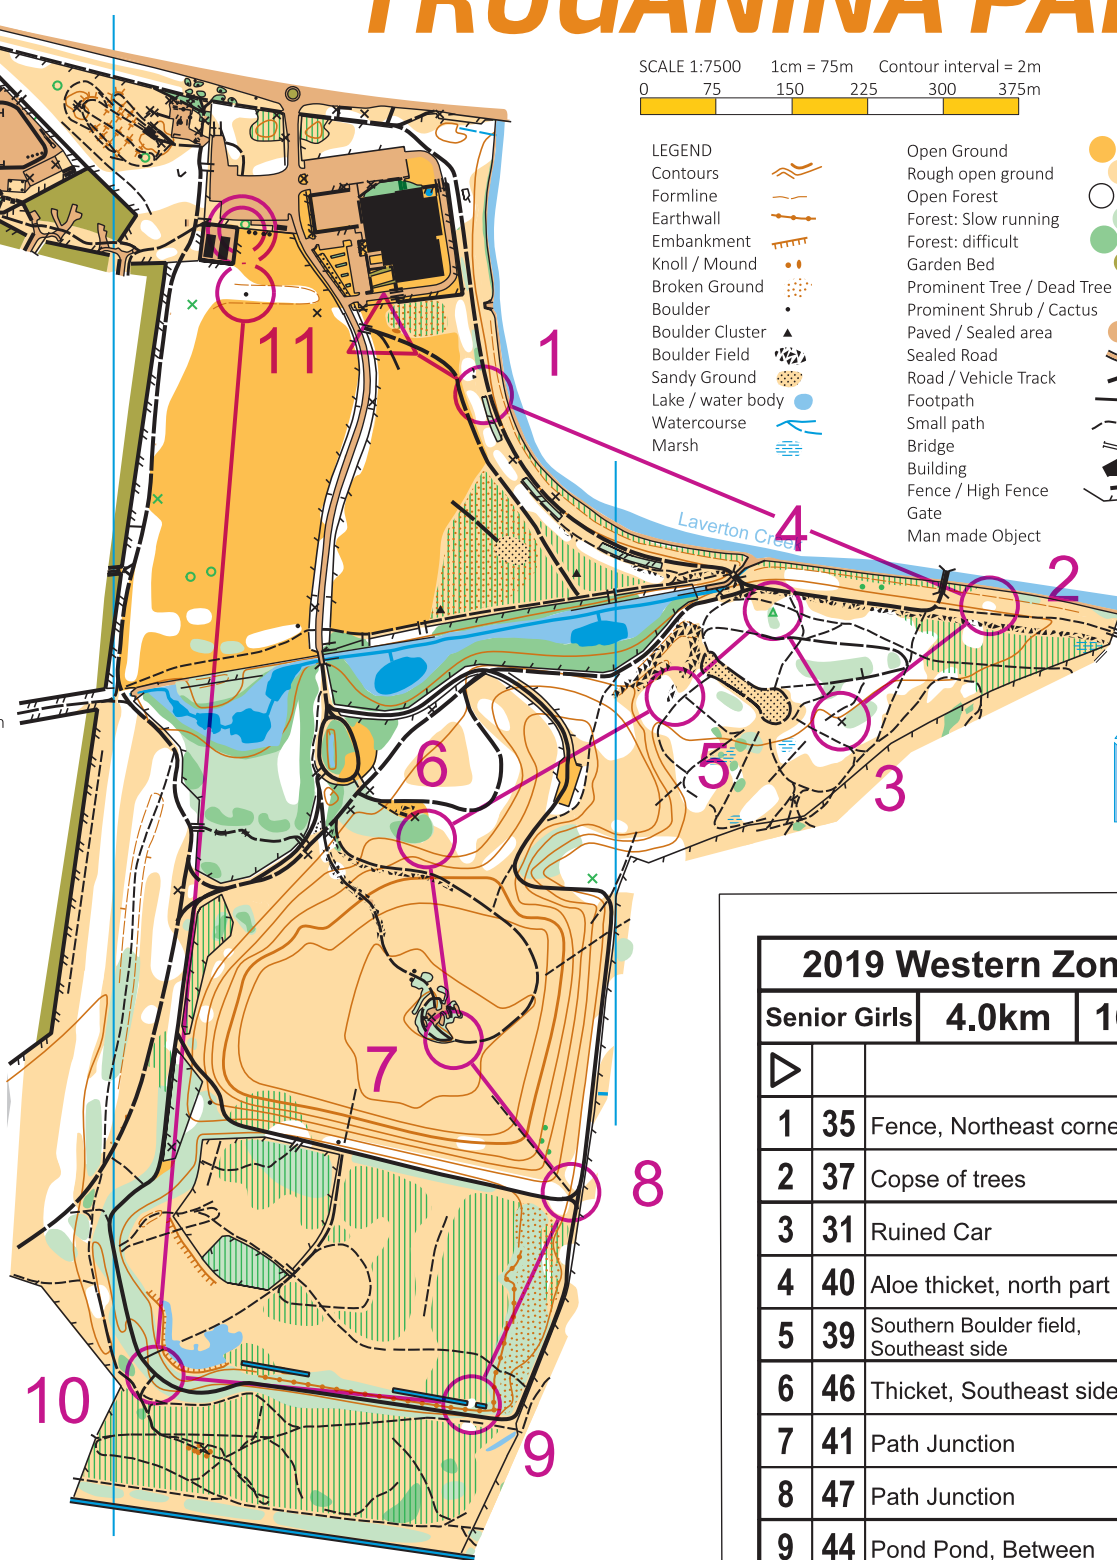 TRUGANINA PA
SCALE 1:7500 1cm = 75m Contour interval = 2m
0 75 150 225 300 375m
LEGEND
Contours
Formline
Earthwall
Embankment
Knoll / Mound
Broken Ground
Boulder
Boulder Cluster
Boulder Field
Sandy Ground
Lake / water body
Watercourse
Marsh
Open Ground
Rough open ground
Open Forest
Forest: Slow running
Forest: difficult
Garden Bed
Prominent Tree / Dead Tree
Prominent Shrub / Cactus
Paved / Sealed area
Sealed Road
Road / Vehicle Track
Footpath
Small path
Bridge
Building
Fence / High Fence
Gate
Man made Object
11
1
Laverton Creek
4
2
6
5
3
7
8
10
9
2019 Western Zon
Senior Girls 4.0km 1
1 35 Fence, Northeast corne
2 37 Copse of trees
3 31 Ruined Car
4 40 Aloe thicket, north part
5 39 Southern Boulder field,
Southeast side
6 46 Thicket, Southeast side
7 41 Path Junction
8 47 Path Junction
9 44 Pond Pond, Between